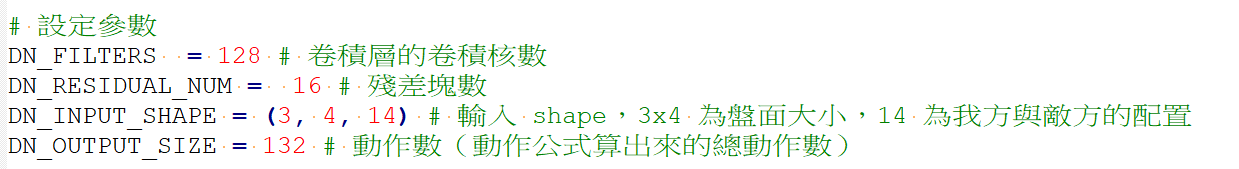 # 設定參數
DN_FILTERS  = 128 # 卷積層的卷積核數
DN_RESIDUAL_NUM =  16 # 殘差塊數
DN_INPUT_SHAPE = (3, 4, 14) # 輸入 shape，3x4 為盤面大小，14 為我方與敵方的配置
DN_OUTPUT_SIZE = 132 # 動作數（動作公式算出來的總動作數）